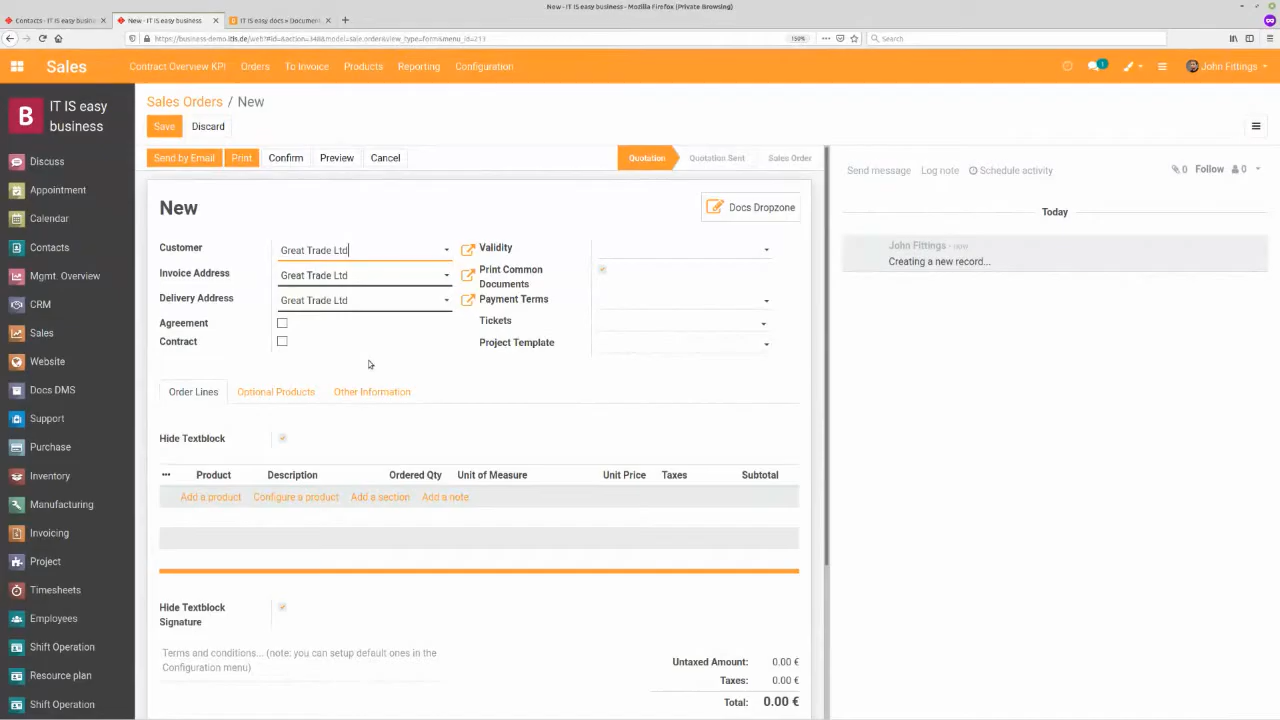 New - IT IS easy business - Mozilla Firefox (Private Browsing)
Contacts - IT IS easy business
New - IT IS easy business
IT IS easy docs » Document
150%
Search
Sales
Contract Overview KPI
Orders
To Invoice
Products
Reporting
Configuration
1
John Fittings
B
IT IS easy
business
Discuss
Appointment
Calendar
Contacts
Mgmt. Overview
CRM
Sales
Website
Docs DMS
Support
Purchase
Inventory
Manufacturing
Invoicing
Project
Timesheets
Employees
Shift Operation
Resource plan
Shift Operation
Sales Orders / New
Save
Discard
Send by Email
Print
Confirm
Preview
Cancel
Quotation
Quotation Sent
Sales Order
New
Docs Dropzone
Customer
Great Trade Ltd
Invoice Address
Great Trade Ltd
Delivery Address
Great Trade Ltd
Agreement
Contract
Validity
Print Common
Documents
Payment Terms
Tickets
Project Template
Order Lines
Optional Products
Other Information
Hide Textblock
Product
Description
Ordered Qty
Unit of Measure
Unit Price
Taxes
Subtotal
Add a product
Configure a product
Add a section
Add a note
Hide Textblock
Signature
Terms and conditions... (note: you can setup default ones in the
Configuration menu)
Untaxed Amount: 0.00 €
Taxes: 0.00 €
Total: 0.00 €
Send message
Log note
Schedule activity
0
Follow
0
Today
John Fittings - now
Creating a new record...